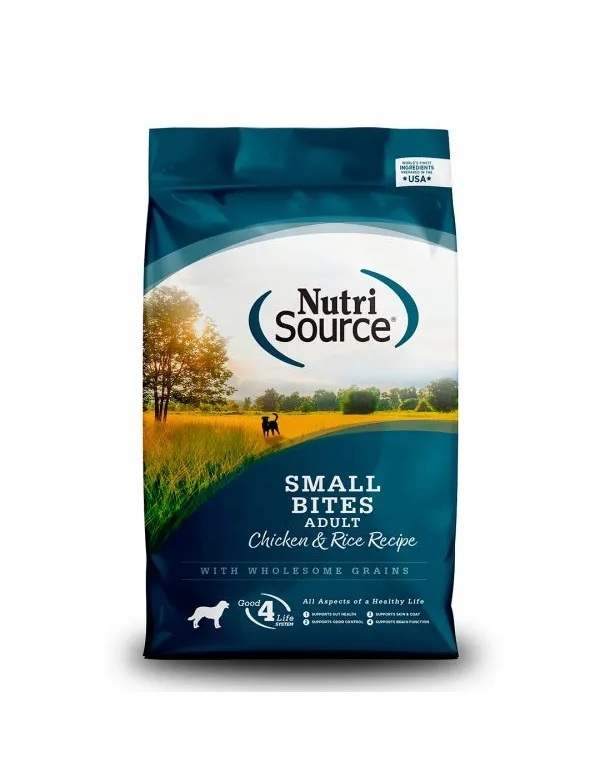 WORLD'S FINEST
INGREDIENTS
PREPARED IN THE
★USA★
Nutri
Source®
SMALL
BITES
ADULT
Chicken & Rice Recipe
WITH WHOLESOME GRAINS
Good 4 Life
SYSTEM
All Aspects of a Healthy Life
1 SUPPORTS GUT HEALTH
3 SUPPORTS SKIN & COAT
2 SUPPORTS ODOR CONTROL
4 SUPPORTS BRAIN FUNCTION